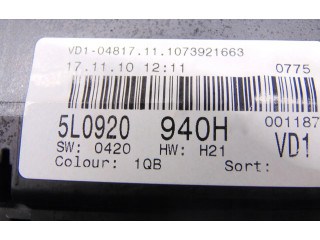 VD1-04817.11.1073921663
17.11.10 12:11 0775
5L0920 940H 001187
SW: 0420 HW: H21 VD1
Colour: 1QB Sort: